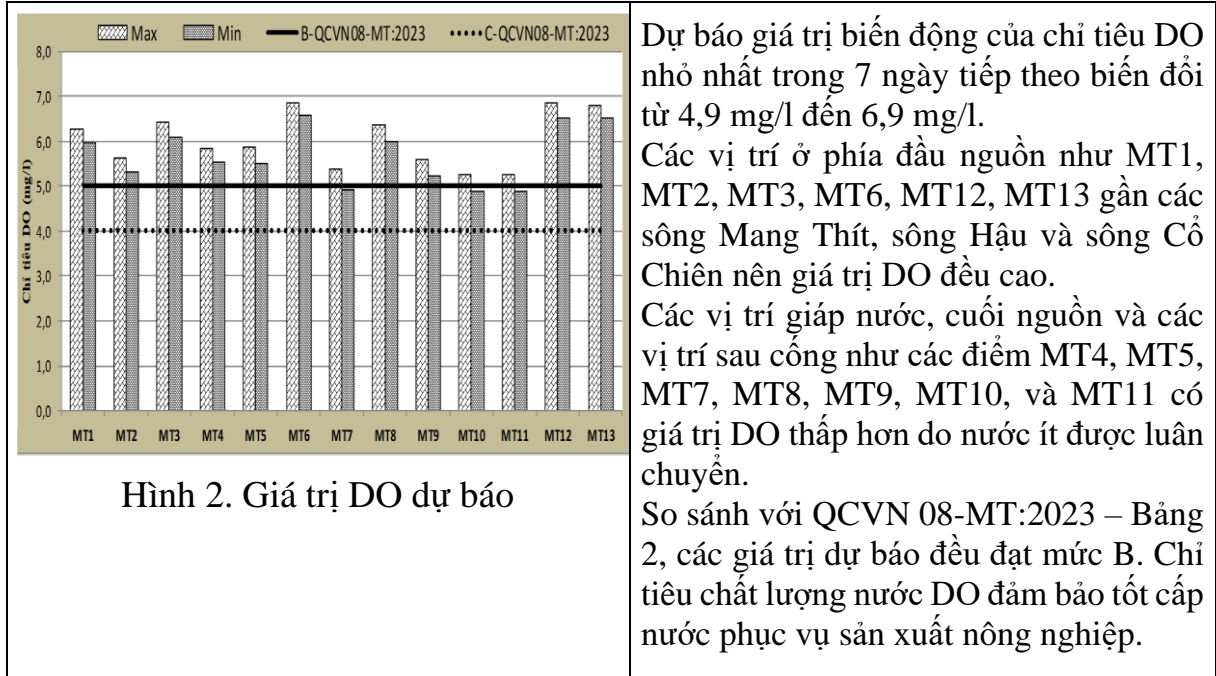 Max Min B-QCVN08-MT:2023 C-QCVN08-MT:2023
8,0
7,0
6,0
5,0
4,0
3,0
2,0
1,0
0,0
Chỉ tiêu DO (mg/l)
MT1 MT2 MT3 MT4 MT5 MT6 MT7 MT8 MT9 MT10 MT11 MT12 MT13
Hình 2. Giá trị DO dự báo
Dự báo giá trị biến động của chỉ tiêu DO
nhỏ nhất trong 7 ngày tiếp theo biến đổi
từ 4,9 mg/l đến 6,9 mg/l.
Các vị trí ở phía đầu nguồn như MT1,
MT2, MT3, MT6, MT12, MT13 gần các
sông Mang Thít, sông Hậu và sông Cổ
Chiên nên giá trị DO đều cao.
Các vị trí giáp nước, cuối nguồn và các
vị trí sau cống như các điểm MT4, MT5,
MT7, MT8, MT9, MT10, và MT11 có
giá trị DO thấp hơn do nước ít được luân
chuyển.
So sánh với QCVN 08-MT:2023 – Bảng
2, các giá trị dự báo đều đạt mức B. Chỉ
tiêu chất lượng nước DO đảm bảo tốt cấp
nước phục vụ sản xuất nông nghiệp.